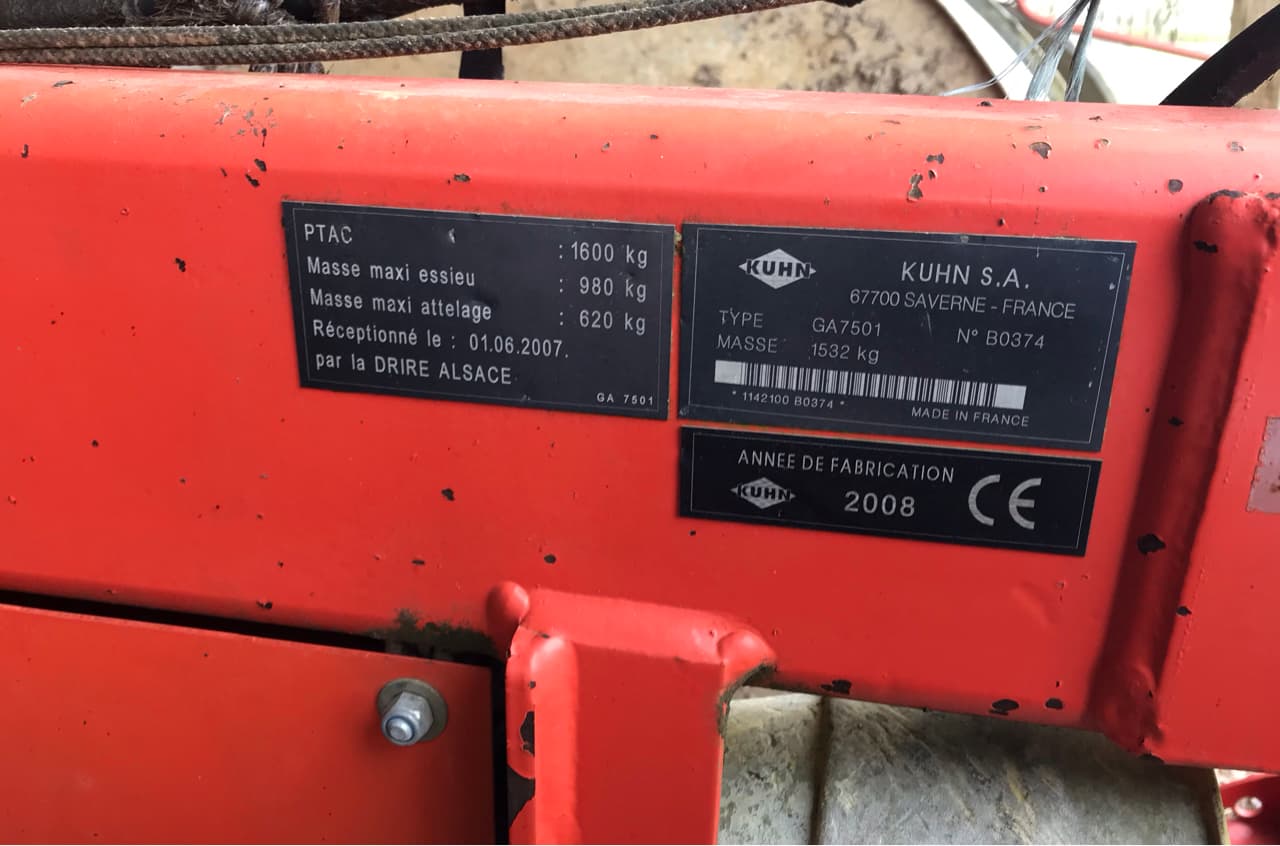 PTAC : 1600 kg
Masse maxi essieu : 980 kg
Masse maxi attelage : 620 kg
Réceptionné le : 01.06.2007.
par la DRIRE ALSACE
GA 7501
KUHN
KUHN S.A.
67700 SAVERNE - FRANCE
TYPE GA7501 N° B0374
MASSE 1532 kg
* 1142100 B0374 *
MADE IN FRANCE
ANNEE DE FABRICATION
KUHN 2008 CE